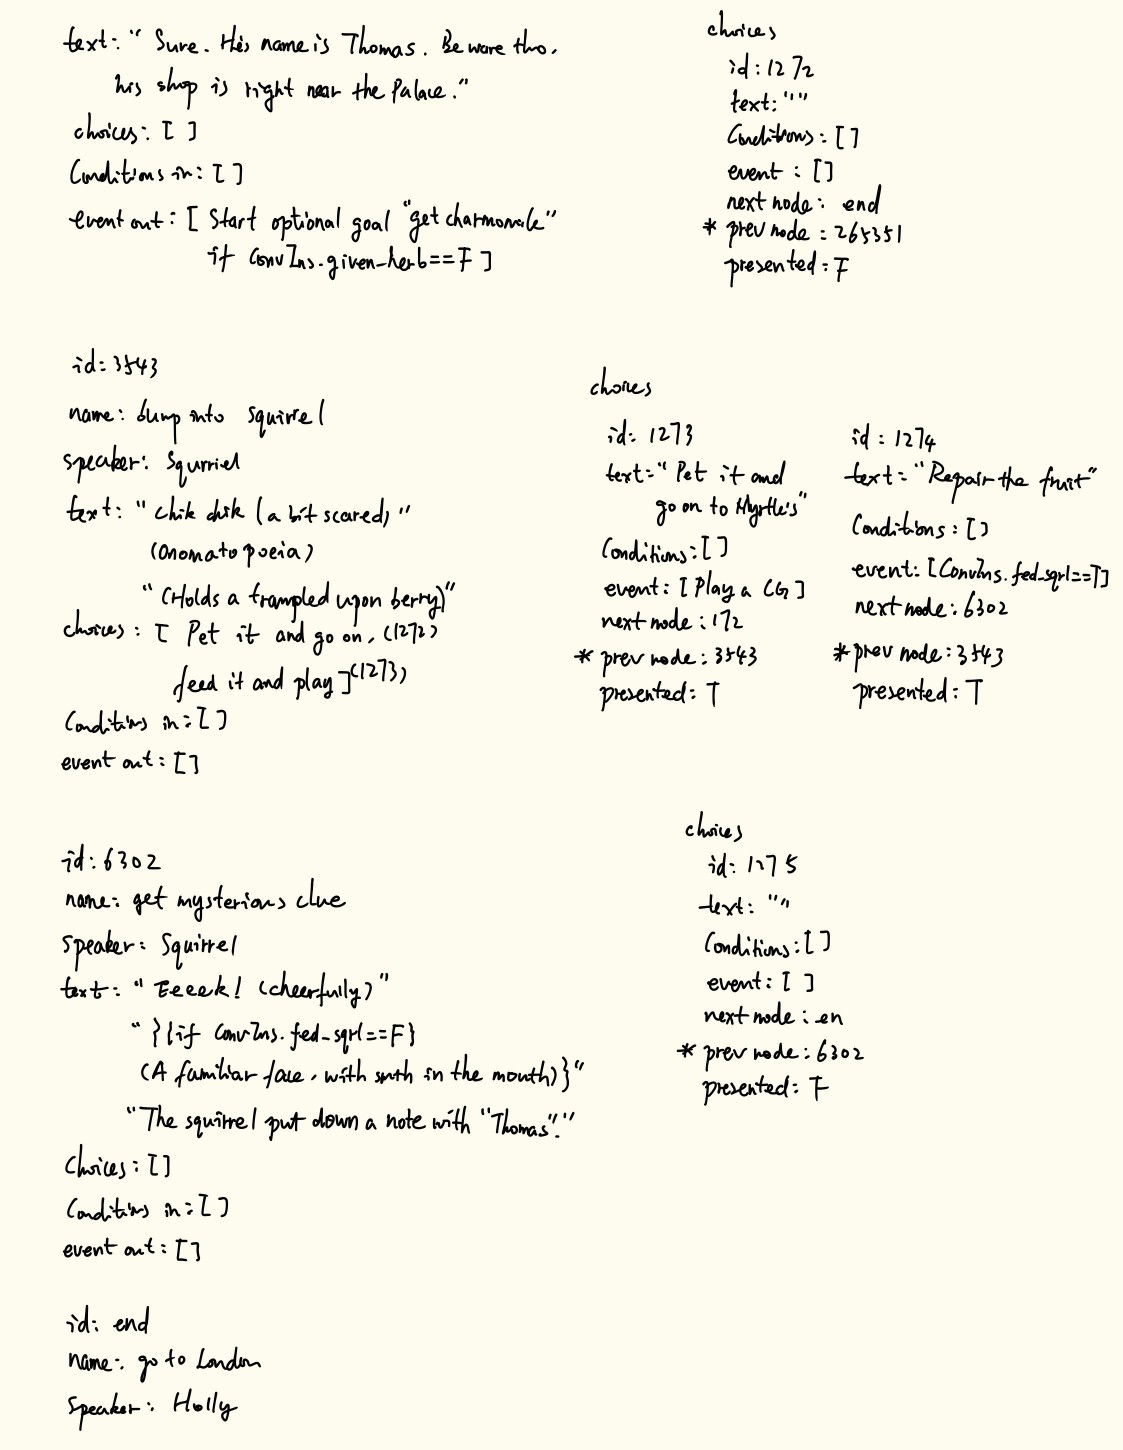 text: " Sure. His name is Thomas. Beware tho.
his shop is right near the Palace."
choices: [ ]
Conditions in: [ ]
event out: [ Start optional goal "get charmomile"
if ConvIns.given_herb==F ]
choices
id: 1272
text: ""
Conditions: []
event : []
next node: end
* prev node : 265351
presented: F
id: 3543
name: bump into squirrel
speaker: Squrriel
text: " chik chik (a bit scared) "
(onomatopoeia)
" (Holds a trampled upon berry)"
choices : [ Pet it and go on, (1272)
feed it and play ] (1273)
Conditions in: [ ]
event out: []
choices
id: 1273
text: " Pet it and
go on to Myrtle's"
Conditions: []
event: [ Play a CG ]
next node : 172
* prev node : 3543
presented: T
id : 1274
text: "Repair the fruit"
Conditions : []
event: [ConvIns.fed_sqrl==T]
next node : 6302
* prev node : 3543
presented: T
id: 6302
name: get mysterious clue
speaker: Squirrel
text: " Eeeek! (cheerfully) "
" }{if ConvIns.fed_sqrl==F}
(A familiar face, with smth in the mouth)}"
"The squirrel put down a note with "Thomas"."
Choices : []
Conditions in: [ ]
event out: []
choices
id: 1275
text: ""
Conditions: [ ]
event: [ ]
next node : en
* prev node : 6302
presented: F
id: end
name: go to London
speaker: Holly